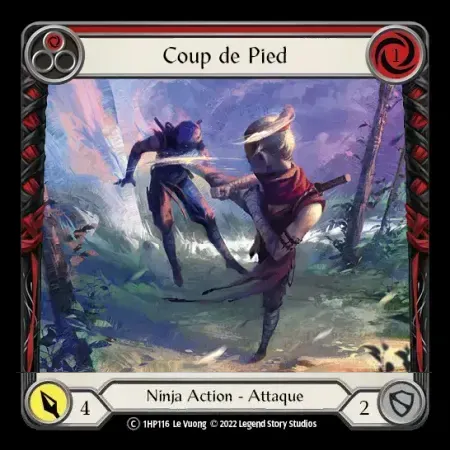 Coup de Pied
1
4
Ninja Action - Attaque
2
C 1HP116 Le Vuong © 2022 Legend Story Studios